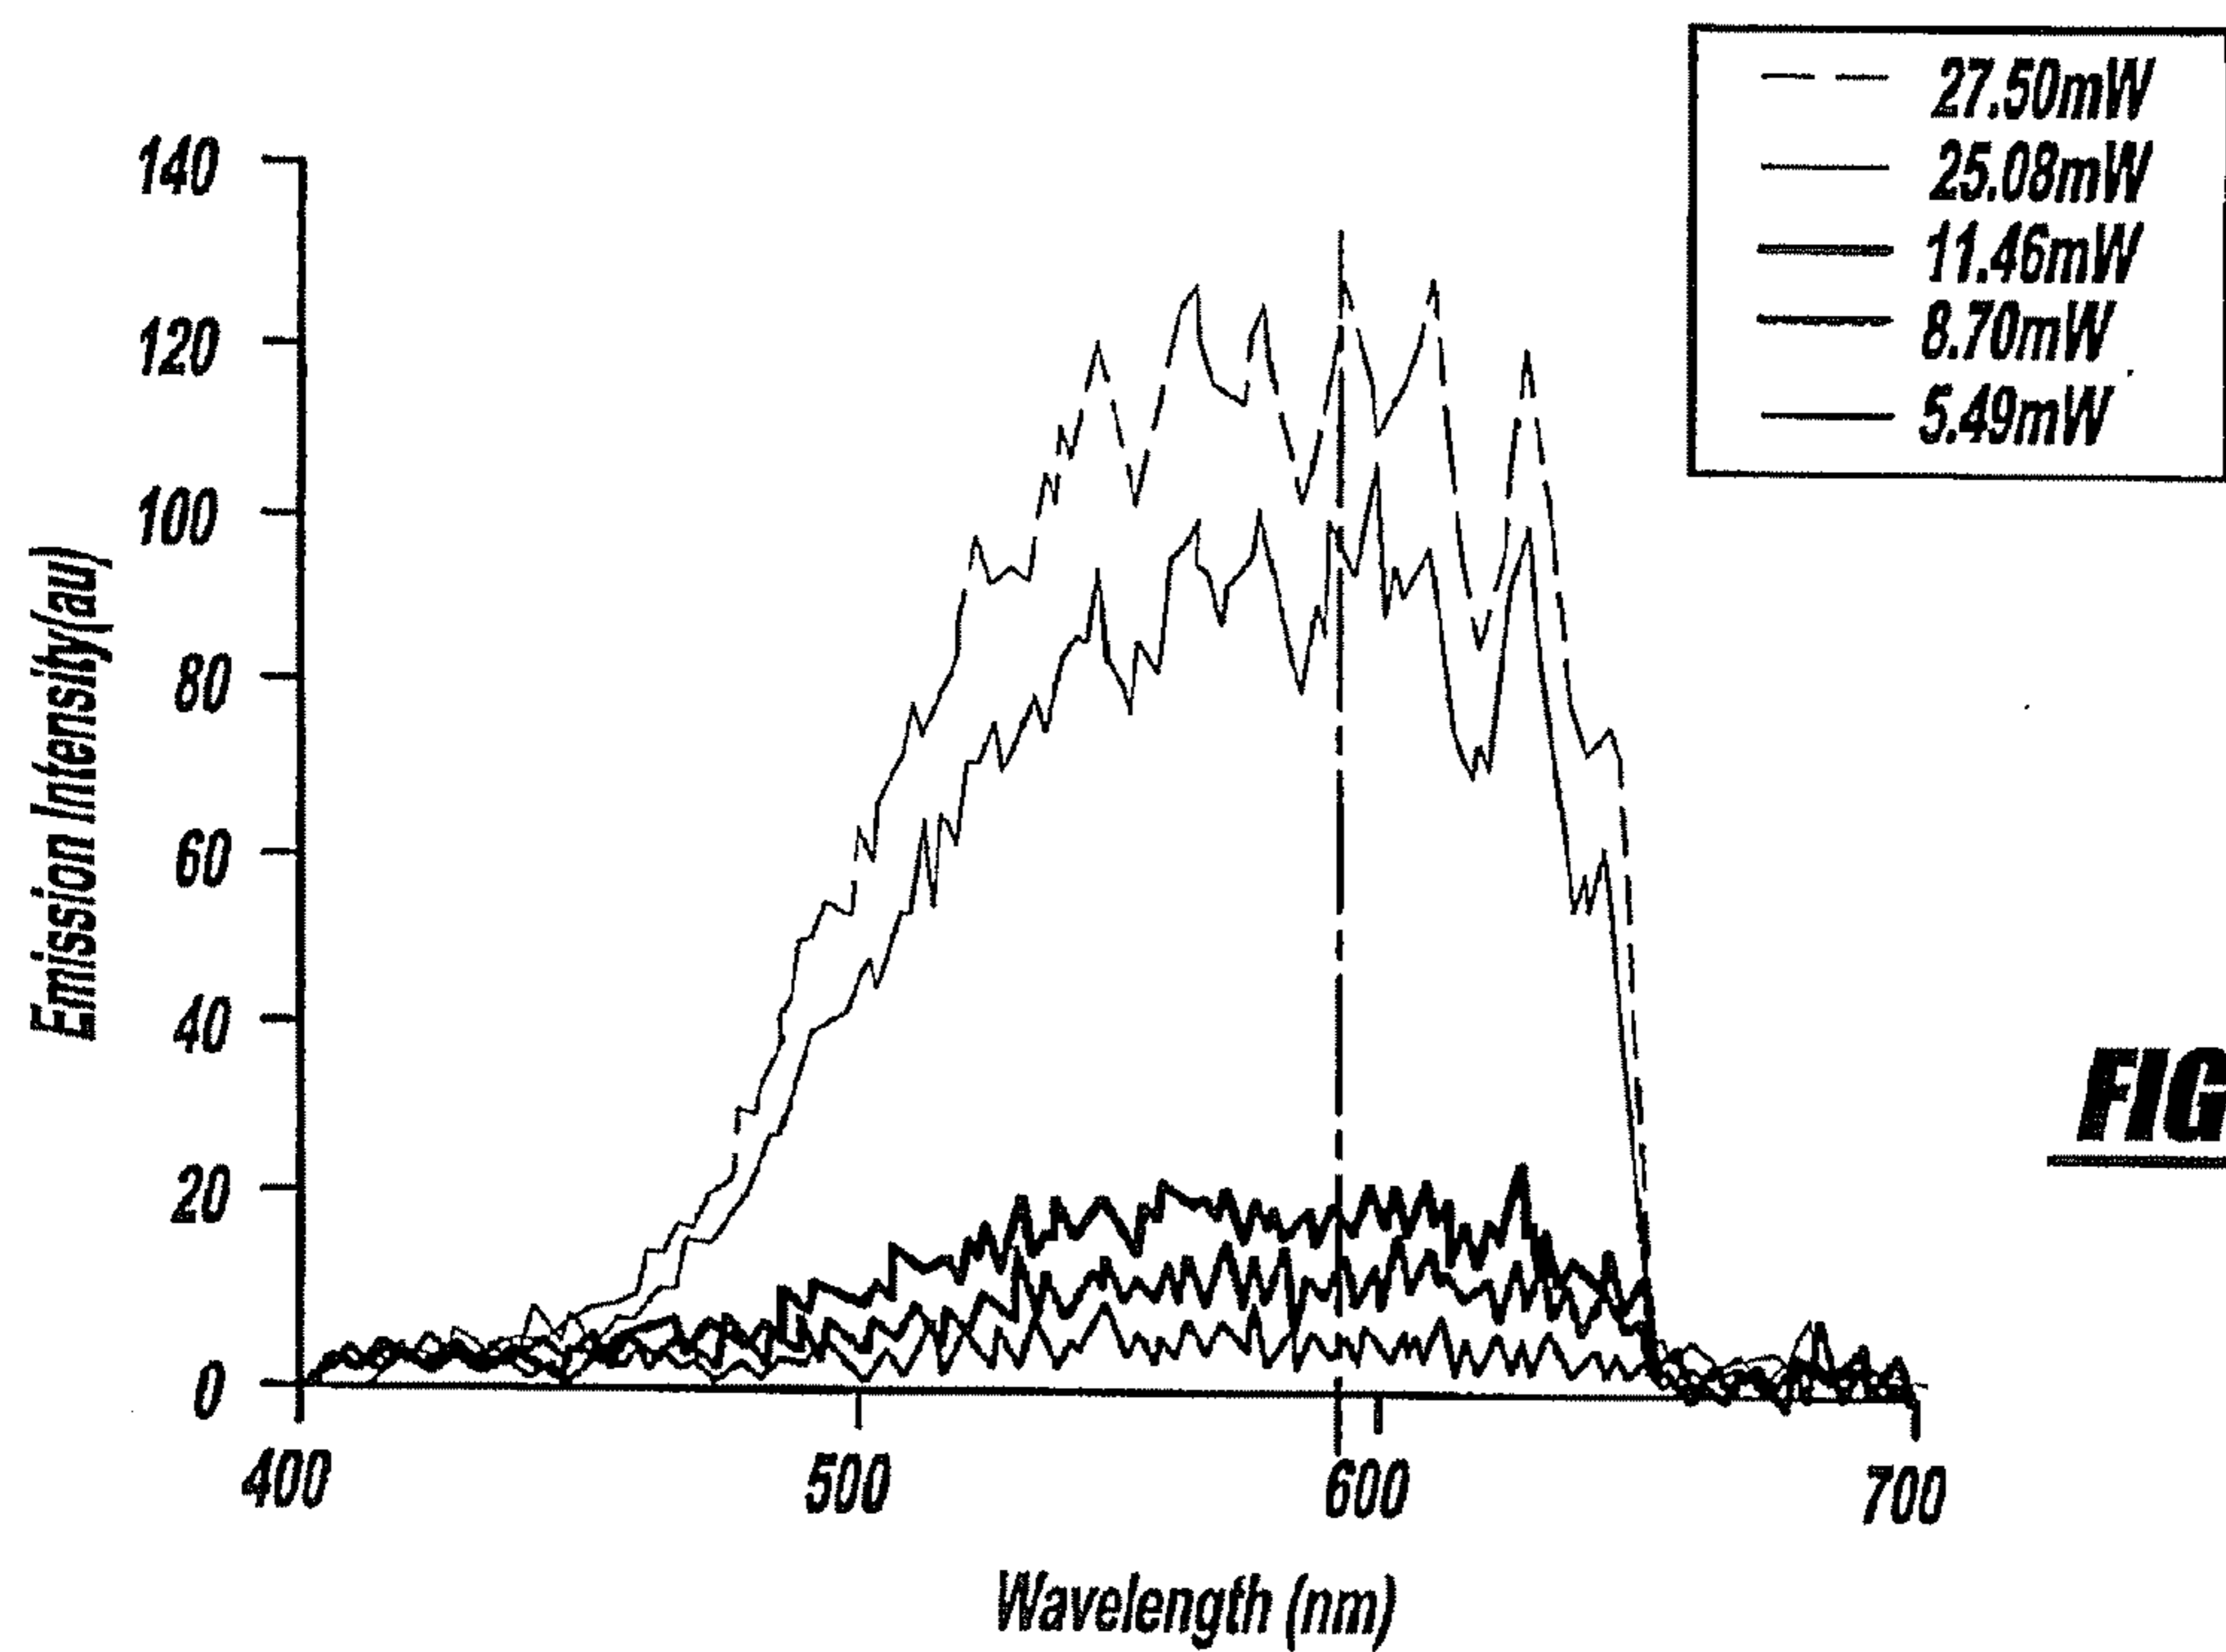 27.50mW
25.08mW
11.46mW
8.70mW
5.49mW
140
120
100
80
60
40
20
0
Emission Intensity(au)
400
500
600
700
Wavelength (nm)
FIG